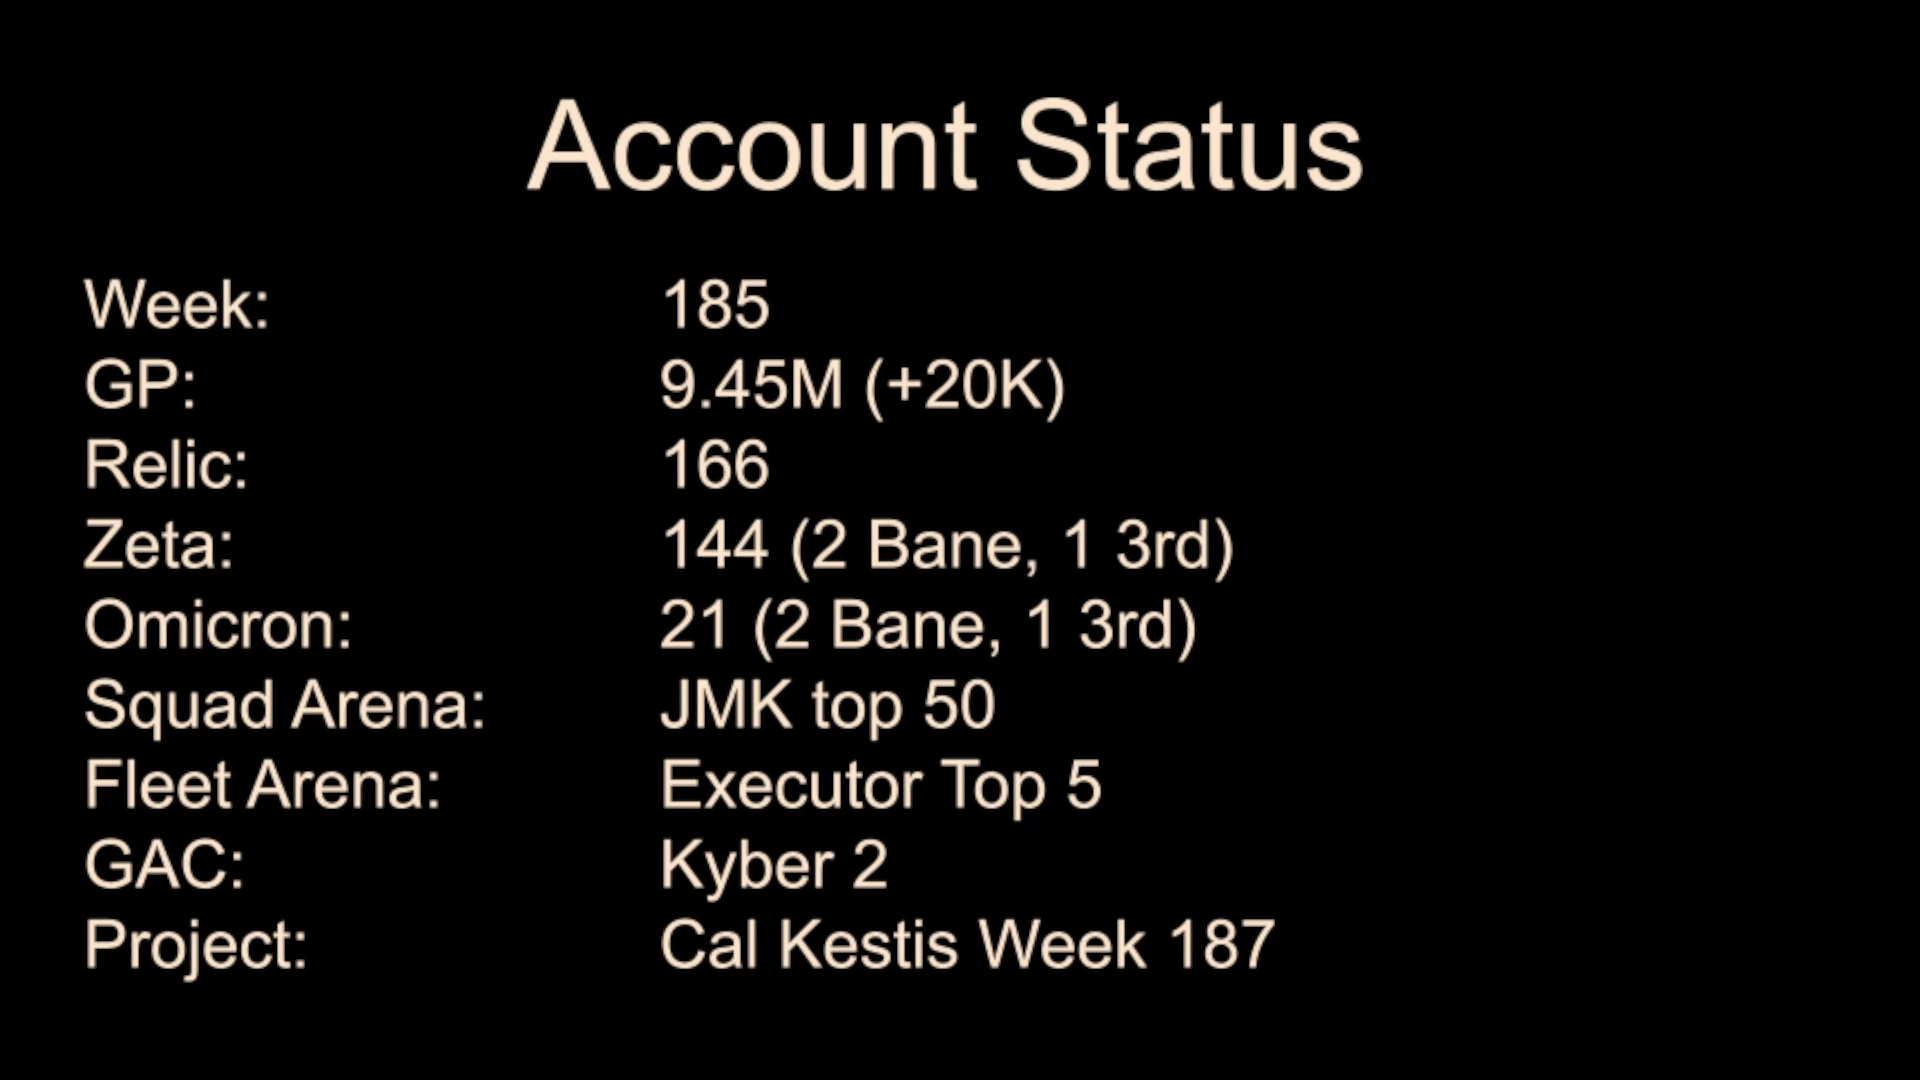 Account Status
Week: 185
GP: 9.45M (+20K)
Relic: 166
Zeta: 144 (2 Bane, 1 3rd)
Omicron: 21 (2 Bane, 1 3rd)
Squad Arena: JMK top 50
Fleet Arena: Executor Top 5
GAC: Kyber 2
Project: Cal Kestis Week 187